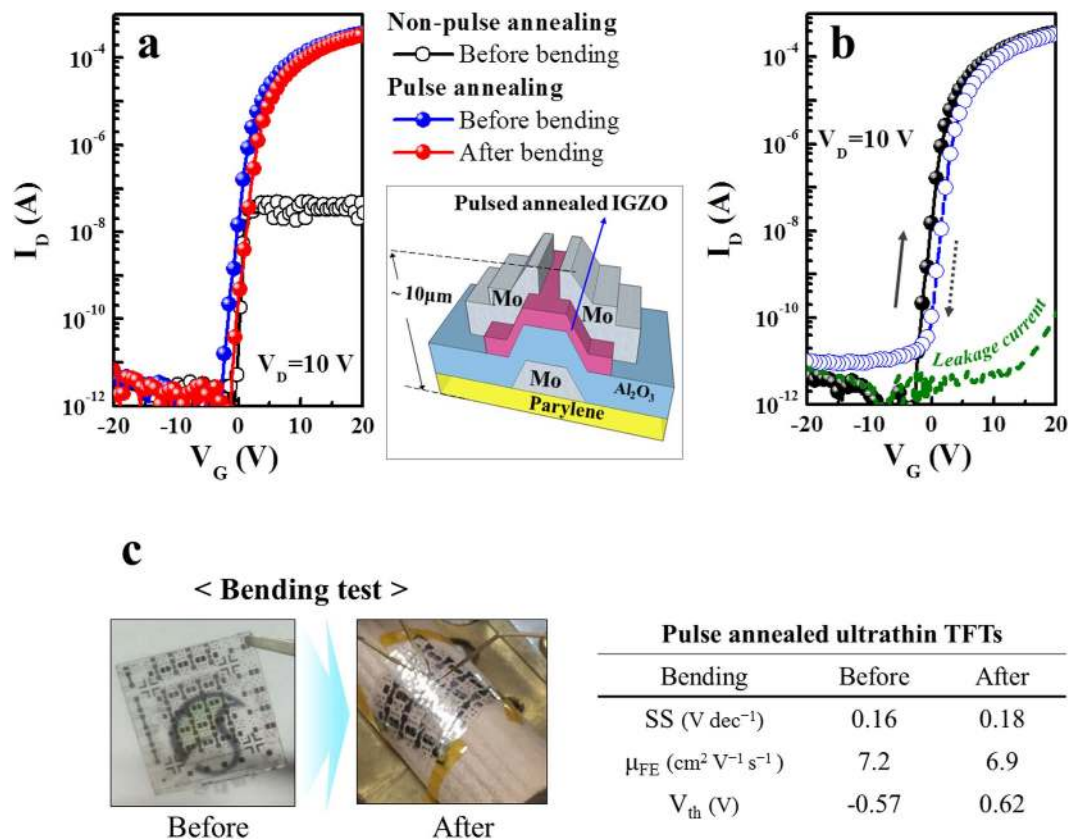 a
10⁻⁴
10⁻⁶
10⁻⁸
10⁻¹⁰
10⁻¹²
I_D (A)
V_D=10 V
-20 -10 0 10 20
V_G (V)
Non-pulse annealing
Before bending
Pulse annealing
Before bending
After bending
Pulsed annealed IGZO
~ 10μm
Mo
Mo
Mo
Al₂O₃
Parylene
b
10⁻⁴
10⁻⁶
10⁻⁸
10⁻¹⁰
10⁻¹²
I_D (A)
V_D=10 V
Leakage current
-20 -10 0 10 20
V_G (V)
c
< Bending test >
Before
After
Pulse annealed ultrathin TFTs
Bending Before After
SS (V dec⁻¹) 0.16 0.18
μ_FE (cm² V⁻¹ s⁻¹) 7.2 6.9
V_th (V) -0.57 0.62